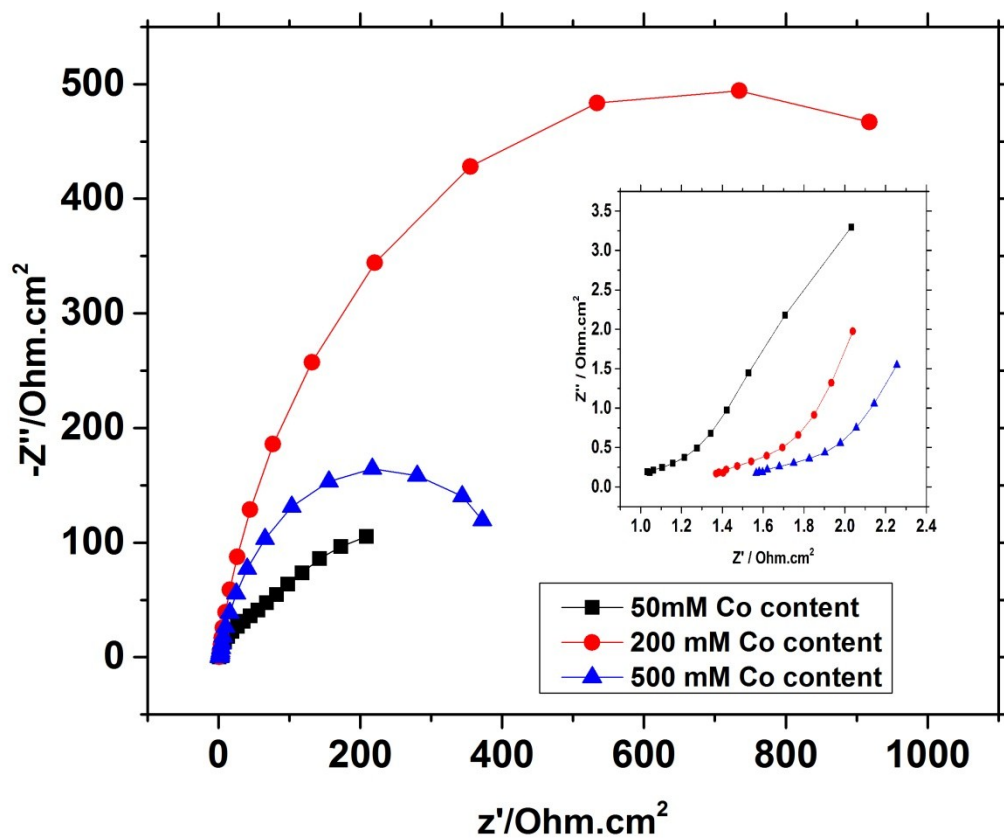 500
400
300
200
100
0
-Z''/Ohm.cm²
0 200 400 600 800 1000
z'/Ohm.cm²
3.5
3.0
2.5
2.0
1.5
1.0
0.5
0.0
Z'' / Ohm.cm²
1.0 1.2 1.4 1.6 1.8 2.0 2.2 2.4
Z' / Ohm.cm²
50mM Co content
200 mM Co content
500 mM Co content